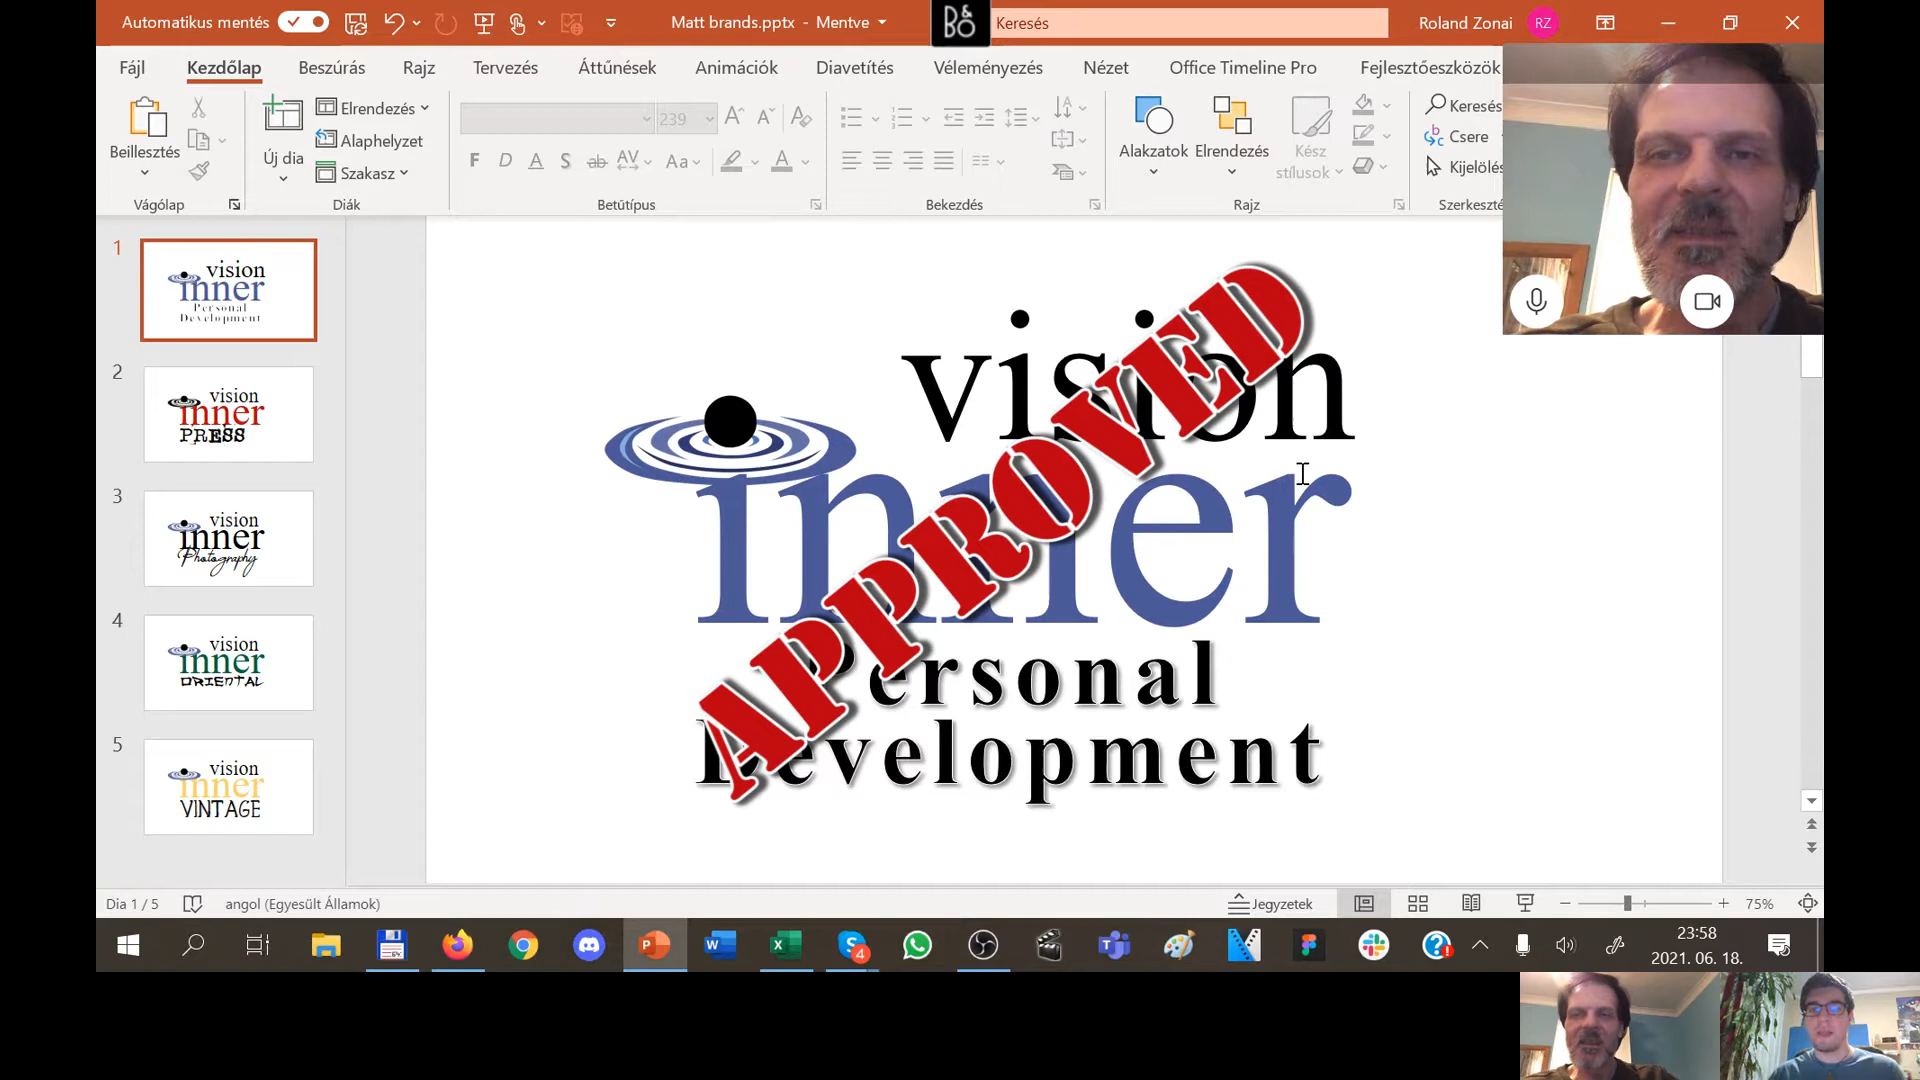 Automatikus mentés
Matt brands.pptx - Mentve
B&O
Keresés
Roland Zonai
RZ
Fájl
Kezdőlap
Beszúrás
Rajz
Tervezés
Áttűnések
Animációk
Diavetítés
Véleményezés
Nézet
Office Timeline Pro
Fejlesztőeszközök
Beillesztés
Új dia
Elrendezés
Alaphelyzet
Szakasz
239
F D A S ab AV Aa A
Alakzatok
Elrendezés
Kész
stílusok
Keresés
Csere
Kijelölés
Vágólap
Diák
Betűtípus
Bekezdés
Rajz
1
vision
inner
Personal
Development
2
vision
inner
PRESS
3
vision
inner
Photography
4
vision
inner
ORIENTAL
5
vision
inner
VINTAGE
vision
inner
Personal
Development
APPROVED
Dia 1 / 5
angol (Egyesült Államok)
Jegyzetek
75%
4
23:58
2021. 06. 18.